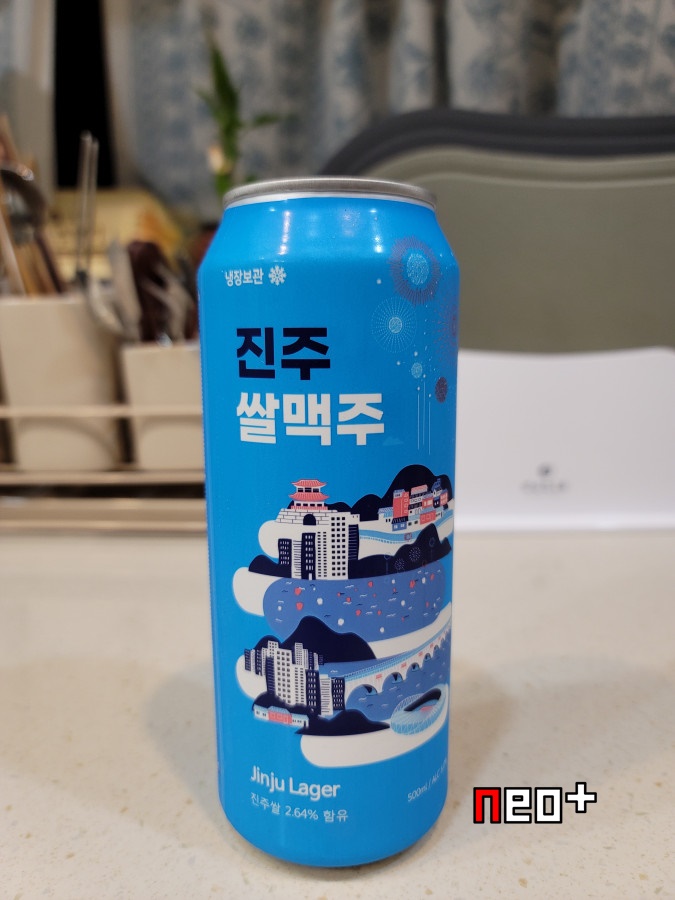 냉장보관
진주
쌀맥주
Jinju Lager
진주쌀 2.64% 함유
500ml / ALC
neo+